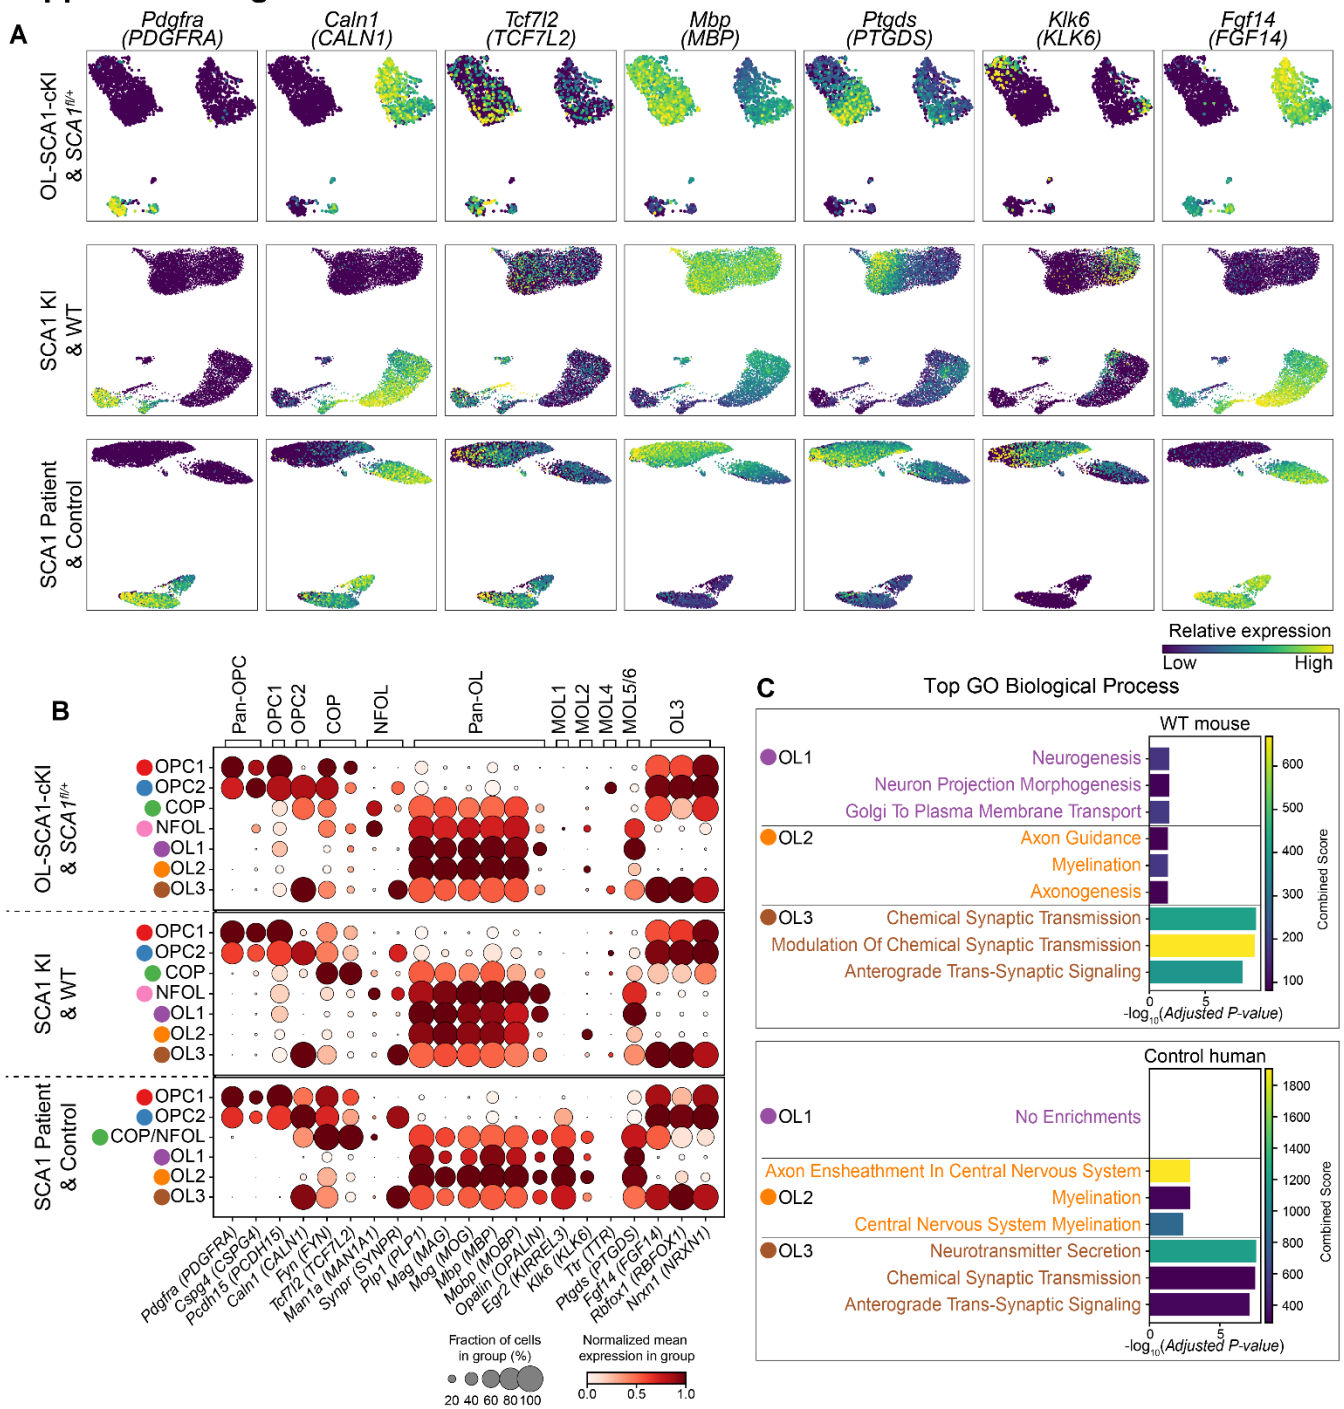 A
Pdgfra
(PDGFRA)
Caln1
(CALN1)
Tcf7l2
(TCF7L2)
Mbp
(MBP)
Ptgds
(PTGDS)
Klk6
(KLK6)
Fgf14
(FGF14)
OL-SCA1-cKI
& SCA1fl/+
SCA1 KI
& WT
SCA1 Patient
& Control
Relative expression
Low High
B
Pan-OPC
OPC1
OPC2
COP
NFOL
Pan-OL
MOL1
MOL2
MOL4
MOL5/6
OL3
OL-SCA1-cKI
& SCA1fl/+
OPC1
OPC2
COP
NFOL
OL1
OL2
OL3
SCA1 KI
& WT
OPC1
OPC2
COP
NFOL
OL1
OL2
OL3
SCA1 Patient
& Control
OPC1
OPC2
COP/NFOL
OL1
OL2
OL3
Pdgfra (PDGFRA)
Cspg4 (CSPG4)
Pcdh15 (PCDH15)
Caln1 (CALN1)
Fyn (FYN)
Tcf7l2 (TCF7L2)
Man1a (MAN1A1)
Synpr (SYNPR)
Plp1 (PLP1)
Mag (MAG)
Mog (MOG)
Mbp (MBP)
Mobp (MOBP)
Opalin (OPALIN)
Egr2 (KIRREL3)
Klk6 (KLK6)
Ttr (TTR)
Ptgds (PTGDS)
Fgf14 (FGF14)
Rbfox1 (RBFOX1)
Nrxn1 (NRXN1)
Fraction of cells
in group (%)
20 40 60 80 100
Normalized mean
expression in group
0.0 0.5 1.0
C
Top GO Biological Process
WT mouse
OL1
Neurogenesis
Neuron Projection Morphogenesis
Golgi To Plasma Membrane Transport
OL2
Axon Guidance
Myelination
Axonogenesis
OL3
Chemical Synaptic Transmission
Modulation Of Chemical Synaptic Transmission
Anterograde Trans-Synaptic Signaling
0 5
-log10(Adjusted P-value)
600
500
400
300
200
100
Combined Score
Control human
OL1
No Enrichments
Axon Ensheathment In Central Nervous System
OL2
Myelination
Central Nervous System Myelination
OL3
Neurotransmitter Secretion
Chemical Synaptic Transmission
Anterograde Trans-Synaptic Signaling
0 5
-log10(Adjusted P-value)
1800
1600
1400
1200
1000
800
600
400
Combined Score